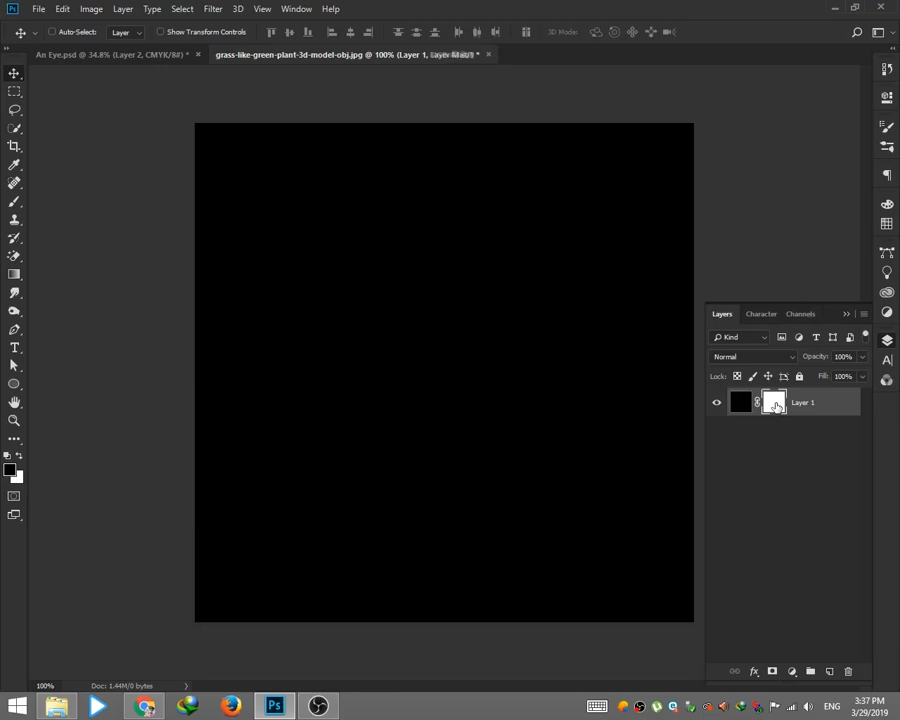 Ps File Edit Image Layer Type Select Filter 3D View Window Help
Auto-Select: Layer Show Transform Controls 3D Mode:
An Eye.psd @ 34.8% (Layer 2, CMYK/8#) * × grass-like-green-plant-3d-model-obj.jpg @ 100% (Layer 1, * ×
Layers Character Channels
Kind
Normal Opacity: 100%
Lock: Fill: 100%
Layer 1
100% Doc: 1.44M/0 bytes
Ps ENG 3:37 PM
3/29/2019